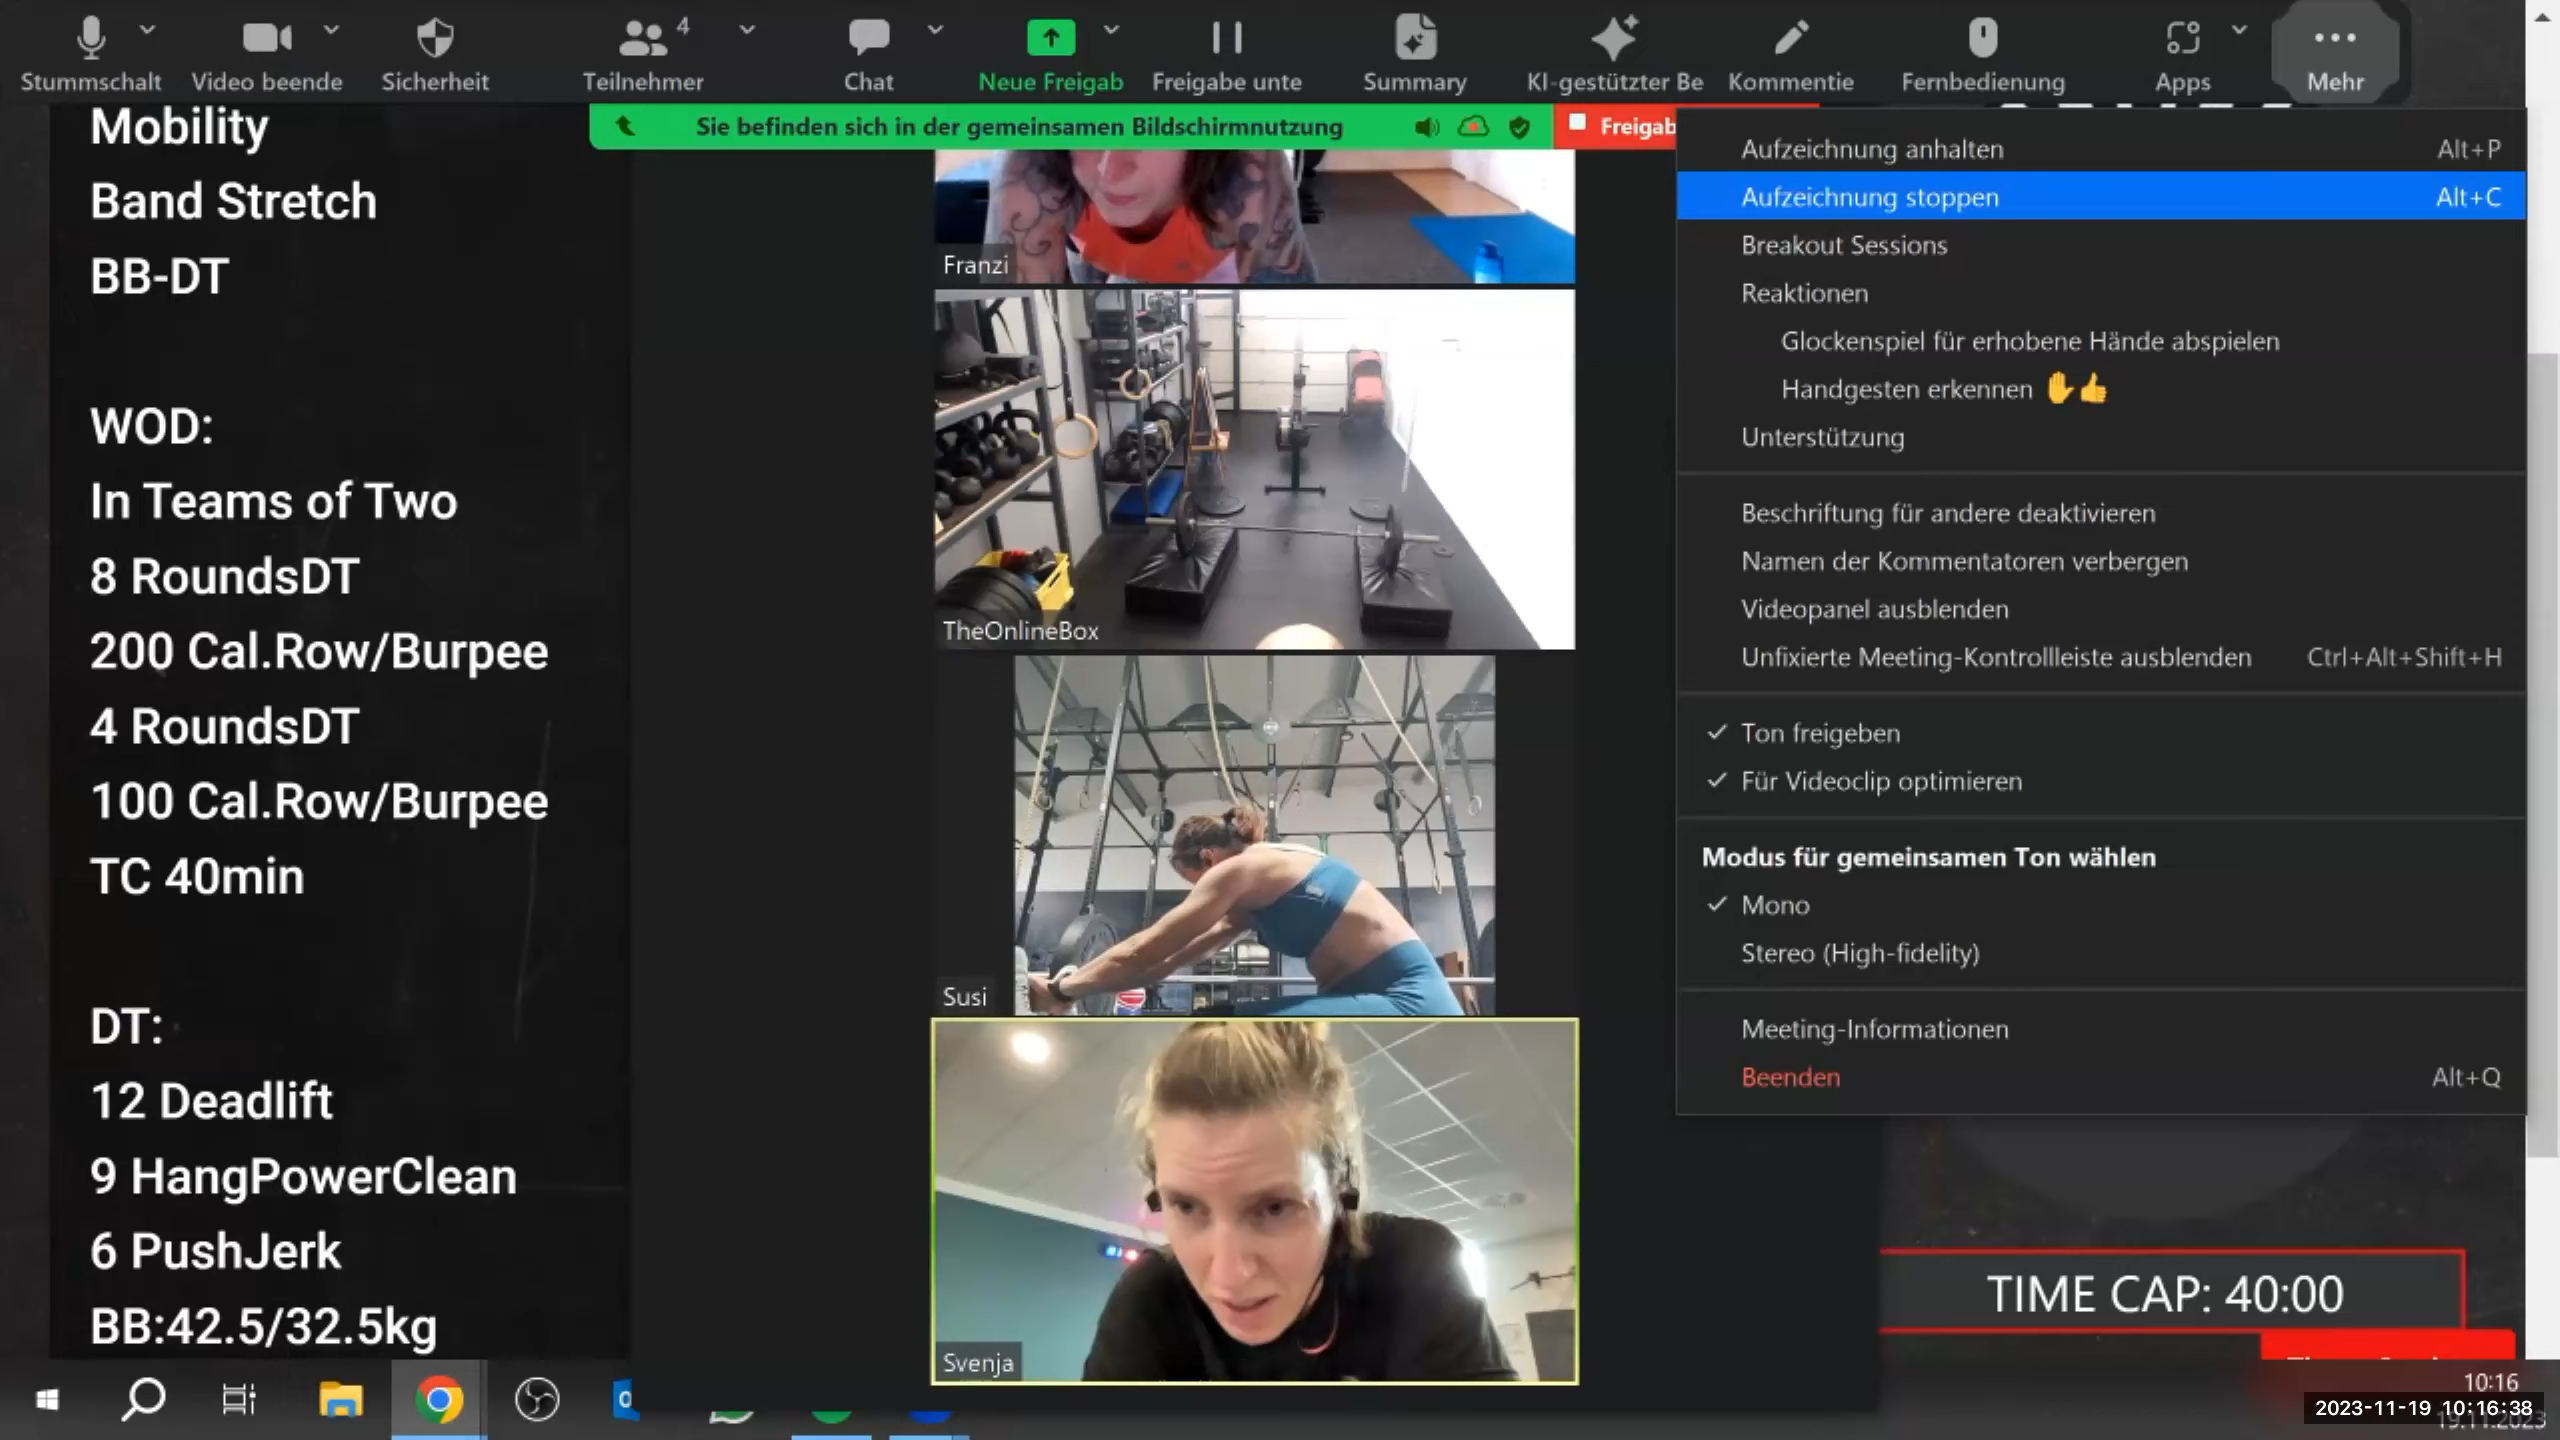 Stummschalt
Video beende
Sicherheit
4
Teilnehmer
Chat
Neue Freigab
Freigabe unte
Summary
KI-gestützter Be
Kommentie
Fernbedienung
Apps
Mehr
Sie befinden sich in der gemeinsamen Bildschirmnutzung
Freigab
Mobility
Band Stretch
BB-DT
WOD:
In Teams of Two
8 RoundsDT
200 Cal.Row/Burpee
4 RoundsDT
100 Cal.Row/Burpee
TC 40min
DT:
12 Deadlift
9 HangPowerClean
6 PushJerk
BB:42.5/32.5kg
Franzi
TheOnlineBox
Susi
Svenja
Aufzeichnung anhalten Alt+P
Aufzeichnung stoppen Alt+C
Breakout Sessions
Reaktionen
Glockenspiel für erhobene Hände abspielen
Handgesten erkennen ✋👍
Unterstützung
Beschriftung für andere deaktivieren
Namen der Kommentatoren verbergen
Videopanel ausblenden
Unfixierte Meeting-Kontrollleiste ausblenden Ctrl+Alt+Shift+H
Ton freigeben
Für Videoclip optimieren
Modus für gemeinsamen Ton wählen
Mono
Stereo (High-fidelity)
Meeting-Informationen
Beenden Alt+Q
TIME CAP: 40:00
10:16
2023-11-19 10:16:38
19.11.2023